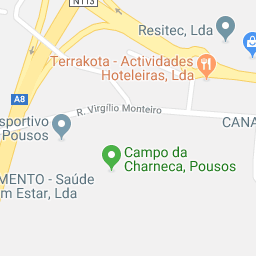 N113
Resitec, Lda
Terrakota - Actividades
Hoteleiras, Lda
A8
R. Virgílio Monteiro
sportivo
Pousos
CANA
Campo da
Charneca, Pousos
MENTO - Saúde
m Estar, Lda